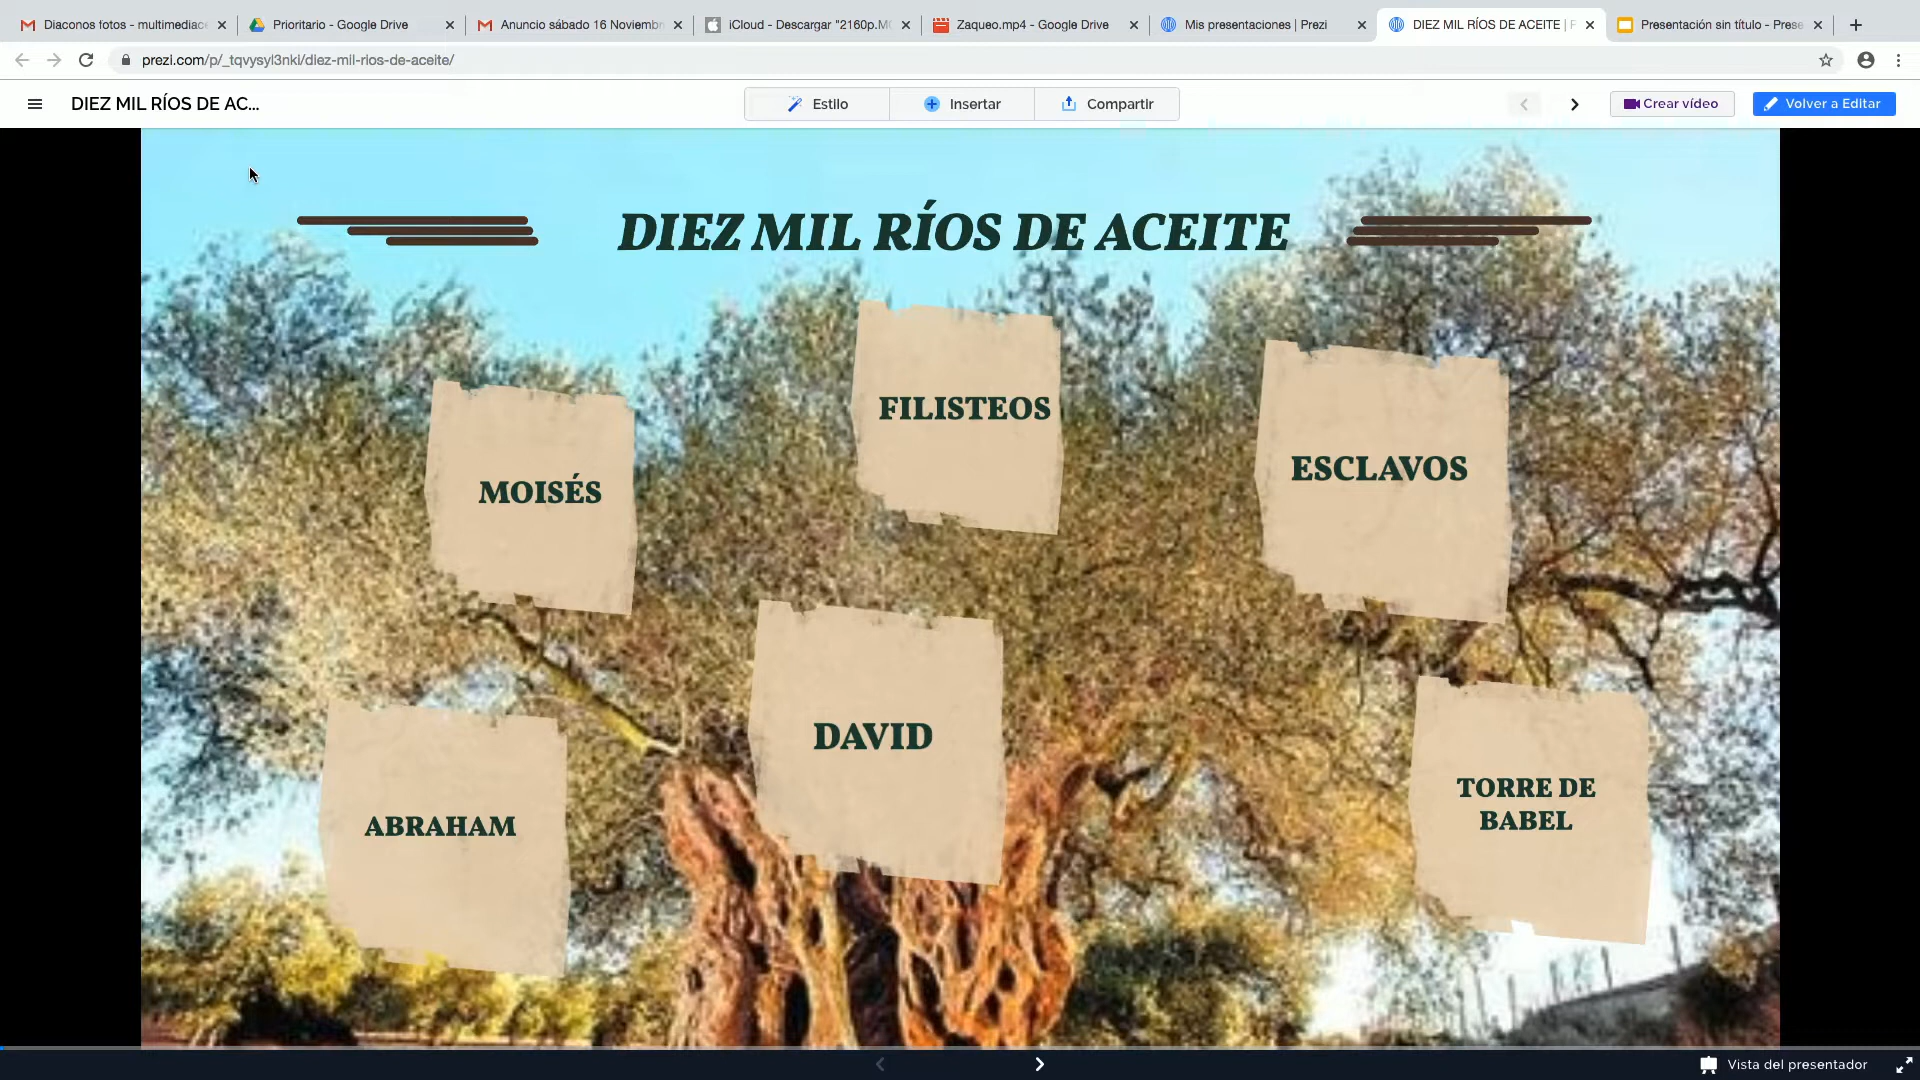 Diaconos fotos - multimediac
Prioritario - Google Drive
Anuncio sábado 16 Noviembr
iCloud - Descargar "2160p.M
Zaqueo.mp4 - Google Drive
Mis presentaciones | Prezi
DIEZ MIL RÍOS DE ACEITE | P
Presentación sin título - Prese
prezi.com/p/_tqvysyl3nkl/diez-mil-rios-de-aceite/
DIEZ MIL RÍOS DE AC...
Estilo
Insertar
Compartir
Crear vídeo
Volver a Editar
DIEZ MIL RÍOS DE ACEITE
FILISTEOS
ESCLAVOS
MOISÉS
DAVID
TORRE DE
BABEL
ABRAHAM
Vista del presentador